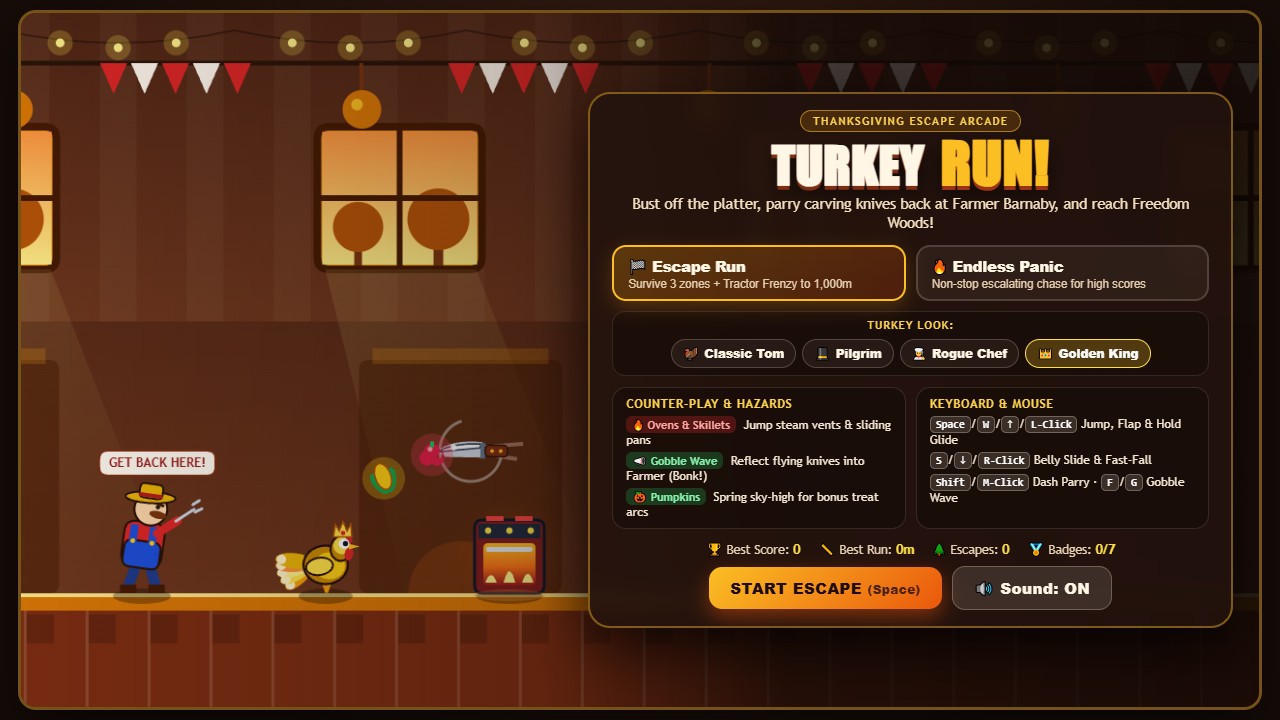 THANKSGIVING ESCAPE ARCADE
TURKEY RUN!
Bust off the platter, parry carving knives back at Farmer Barnaby, and reach Freedom
Woods!
Escape Run
Survive 3 zones + Tractor Frenzy to 1,000m
Endless Panic
Non-stop escalating chase for high scores
TURKEY LOOK:
Classic Tom
Pilgrim
Rogue Chef
Golden King
COUNTER-PLAY & HAZARDS
Ovens & Skillets Jump steam vents & sliding
pans
Gobble Wave Reflect flying knives into
Farmer (Bonk!)
Pumpkins Spring sky-high for bonus treat
arcs
KEYBOARD & MOUSE
Space/W/↑/L-Click Jump, Flap & Hold
Glide
S/↓/R-Click Belly Slide & Fast-Fall
Shift/M-Click Dash Parry · F/G Gobble
Wave
Best Score: 0 Best Run: 0m Escapes: 0 Badges: 0/7
START ESCAPE (Space)
Sound: ON
GET BACK HERE!